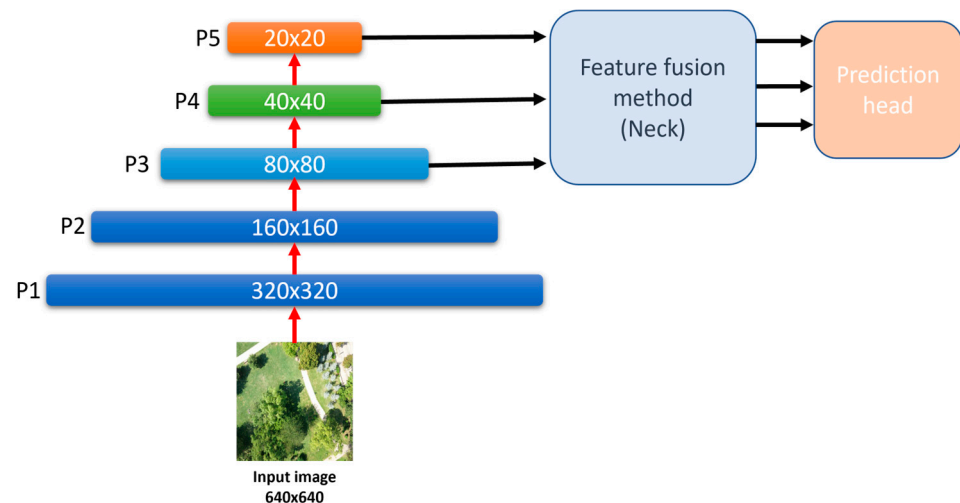 P5
20x20
P4
40x40
P3
80x80
P2
160x160
P1
320x320
Feature fusion
method
(Neck)
Prediction
head
Input image
640x640